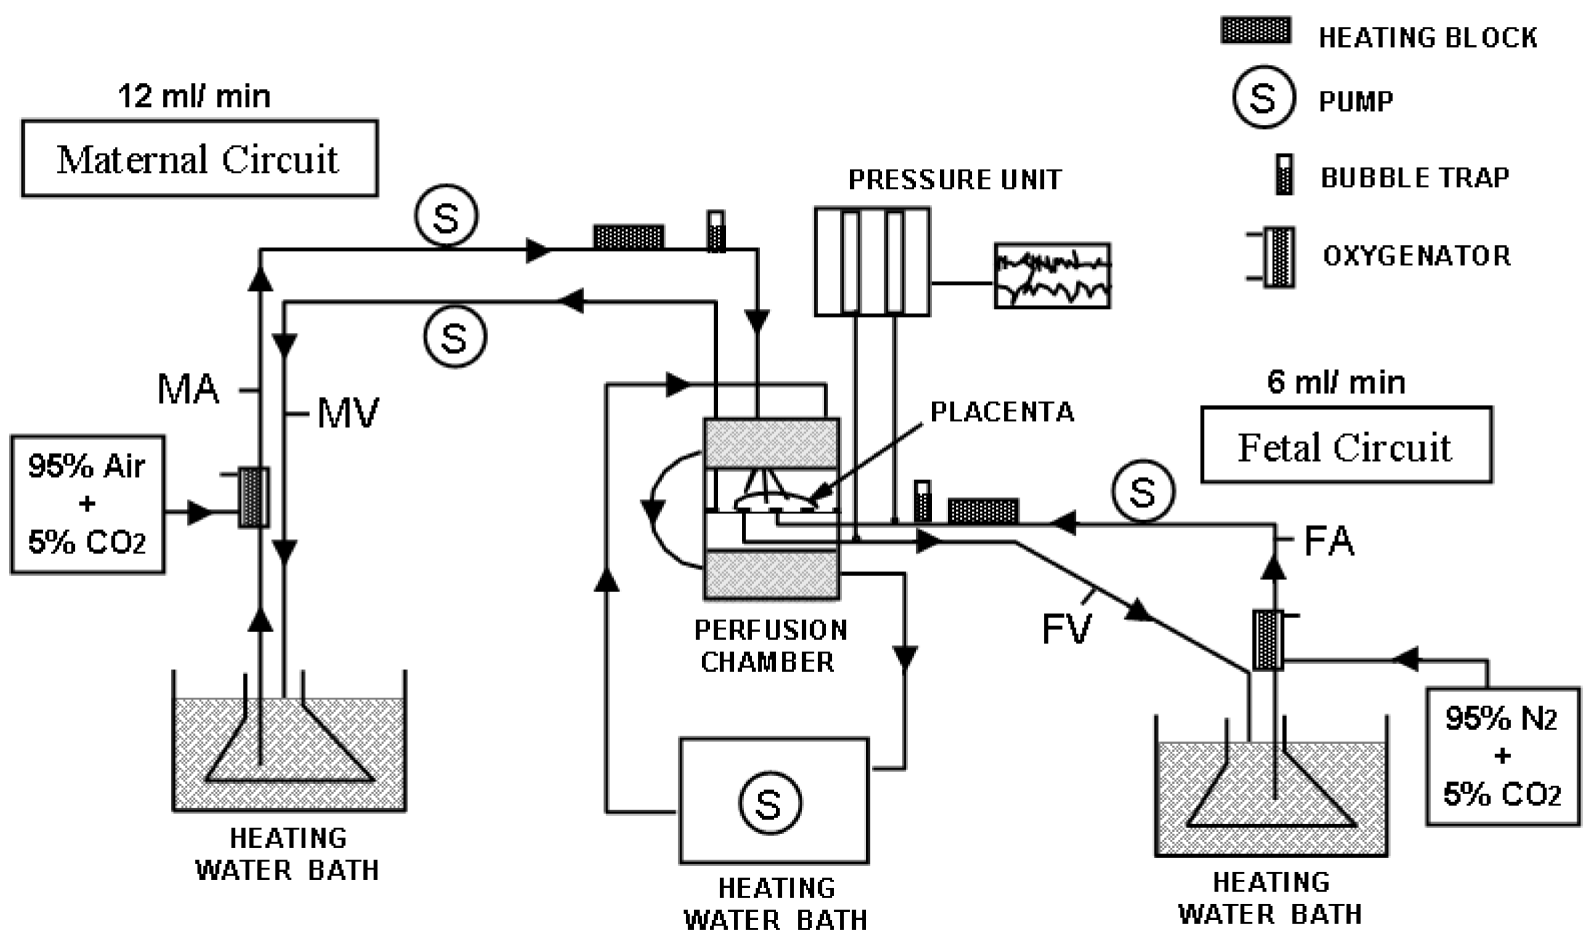 HEATING BLOCK
12 ml/ min
S
PUMP
Maternal Circuit
PRESSURE UNIT
BUBBLE TRAP
S
OXYGENATOR
S
MA
MV
6 ml/ min
PLACENTA
Fetal Circuit
95% Air
+
5% CO2
S
FA
FV
PERFUSION
CHAMBER
95% N2
+
5% CO2
S
HEATING
WATER BATH
HEATING
WATER BATH
HEATING
WATER BATH